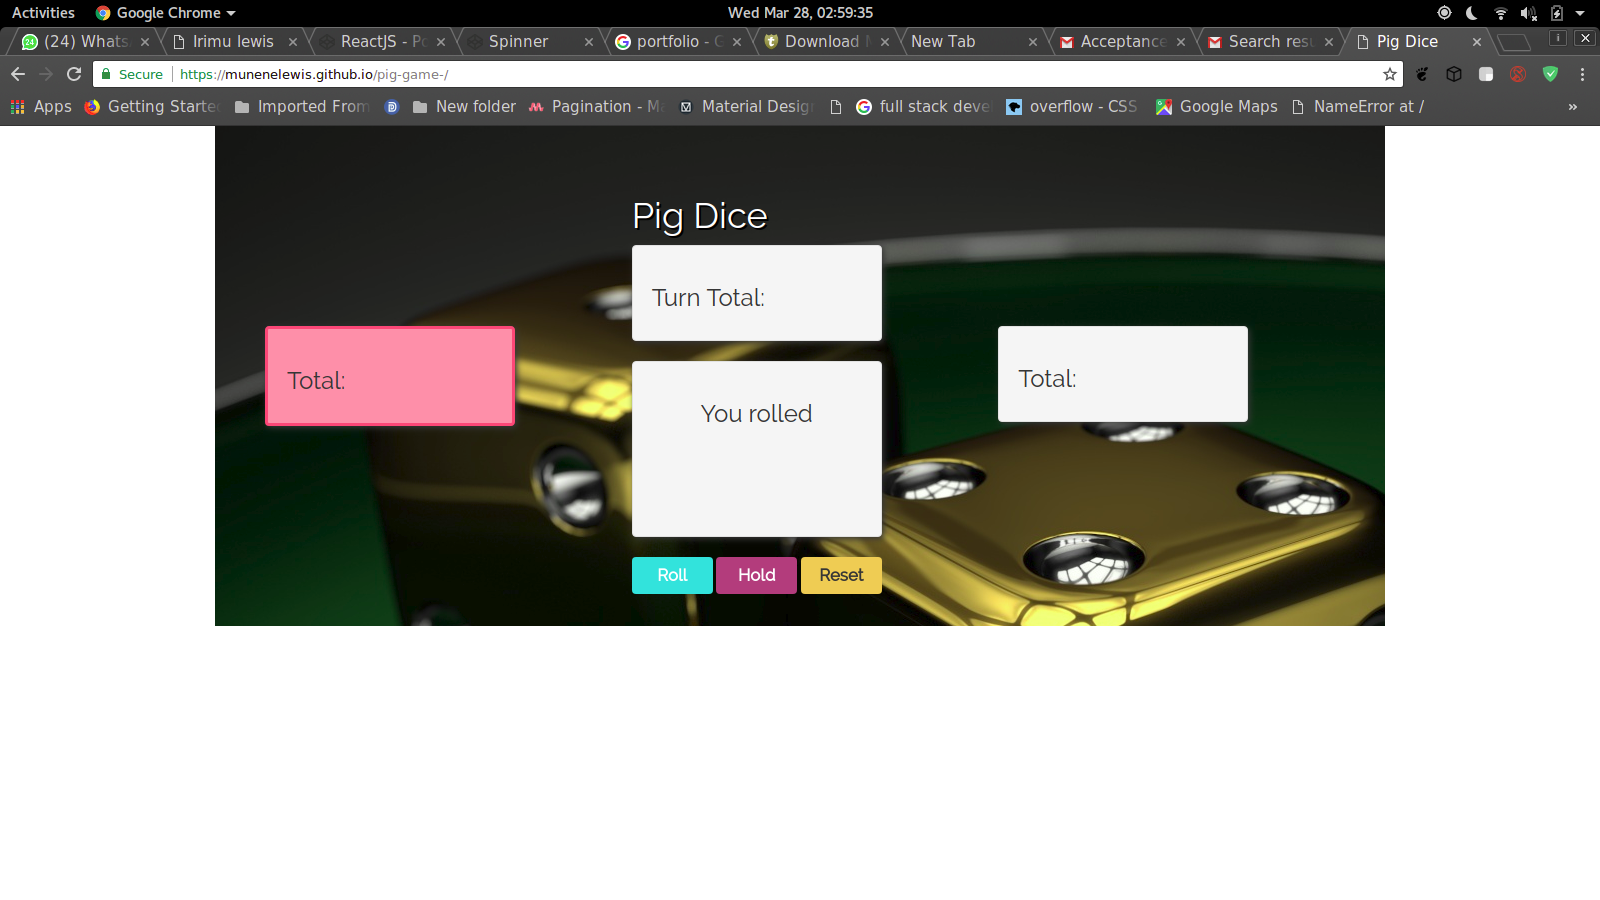 Activities Google Chrome Wed Mar 28, 02:59:35
(24) Whats Irimu lewis ReactJS - Po Spinner portfolio - G Download New Tab Acceptance Search resu Pig Dice
Secure https://munenelewis.github.io/pig-game-/
Apps Getting Starte Imported From New folder Pagination - Ma Material Desig full stack deve overflow - CSS Google Maps NameError at / »
Pig Dice
Turn Total:
Total:
Total:
You rolled
Roll Hold Reset